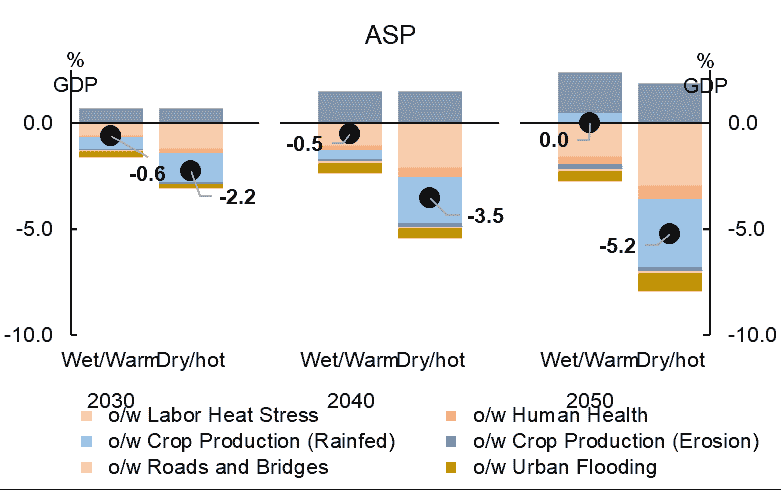 ASP
%
GDP
%
GDP
0.0
0.0
-0.6
-2.2
-0.5
-3.5
0.0
-5.2
-5.0
-5.0
-10.0
-10.0
Wet/Warm Dry/hot Wet/Warm Dry/hot Wet/Warm Dry/hot
2030 2040 2050
o/w Labor Heat Stress o/w Human Health
o/w Crop Production (Rainfed) o/w Crop Production (Erosion)
o/w Roads and Bridges o/w Urban Flooding